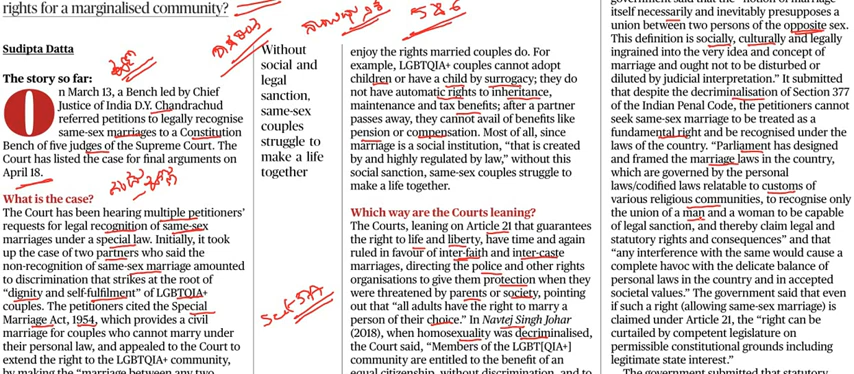 rights for a marginalised community?
Sudipta Datta
The story so far:
On March 13, a Bench led by Chief
Justice of India D.Y. Chandrachud
referred petitions to legally recognise
same-sex marriages to a Constitution
Bench of five judges of the Supreme Court. The
Court has listed the case for final arguments on
April 18.
What is the case?
The Court has been hearing multiple petitioners'
requests for legal recognition of same-sex
marriages under a special law. Initially, it took
up the case of two partners who said the
non-recognition of same-sex marriage amounted
to discrimination that strikes at the root of
"dignity and self-fulfilment" of LGBTQIA+
couples. The petitioners cited the Special
Marriage Act, 1954, which provides a civil
marriage for couples who cannot marry under
their personal law, and appealed to the Court to
extend the right to the LGBTQIA+ community,
by making the "marriage between any two
Without
social and
legal
sanction,
same-sex
couples
struggle to
make a life
together
enjoy the rights married couples do. For
example, LGBTQIA+ couples cannot adopt
children or have a child by surrogacy; they do
not have automatic rights to inheritance,
maintenance and tax benefits; after a partner
passes away, they cannot avail of benefits like
pension or compensation. Most of all, since
marriage is a social institution, "that is created
by and highly regulated by law," without this
social sanction, same-sex couples struggle to
make a life together.
Which way are the Courts leaning?
The Courts, leaning on Article 21 that guarantees
the right to life and liberty, have time and again
ruled in favour of inter-faith and inter-caste
marriages, directing the police and other rights
organisations to give them protection when they
were threatened by parents or society, pointing
out that "all adults have the right to marry a
person of their choice." In Navtej Singh Johar
(2018), when homosexuality was decriminalised,
the Court said, "Members of the LGBT[QIA+]
community are entitled to the benefit of an
equal citizenship, without discrimination, and to
government said that the "notion of marriage
itself necessarily and inevitably presupposes a
union between two persons of the opposite sex.
This definition is socially, culturally and legally
ingrained into the very idea and concept of
marriage and ought not to be disturbed or
diluted by judicial interpretation." It submitted
that despite the decriminalisation of Section 377
of the Indian Penal Code, the petitioners cannot
seek same-sex marriage to be treated as a
fundamental right and be recognised under the
laws of the country. "Parliament has designed
and framed the marriage laws in the country,
which are governed by the personal
laws/codified laws relatable to customs of
various religious communities, to recognise only
the union of a man and a woman to be capable
of legal sanction, and thereby claim legal and
statutory rights and consequences" and that
"any interference with the same would cause a
complete havoc with the delicate balance of
personal laws in the country and in accepted
societal values." The government said that even
if such a right (allowing same-sex marriage) is
claimed under Article 21, the "right can be
curtailed by competent legislature on
permissible constitutional grounds including
legitimate state interest."
The government submitted that statutory